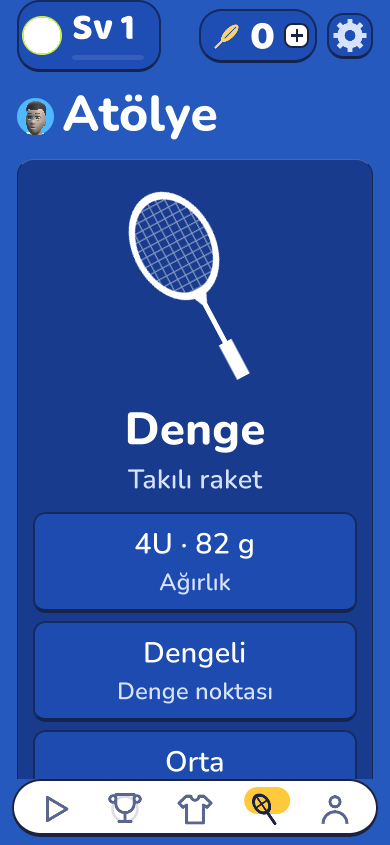 Sv 1
0
Atölye
Denge
Takılı raket
4U · 82 g
Ağırlık
Dengeli
Denge noktası
Orta